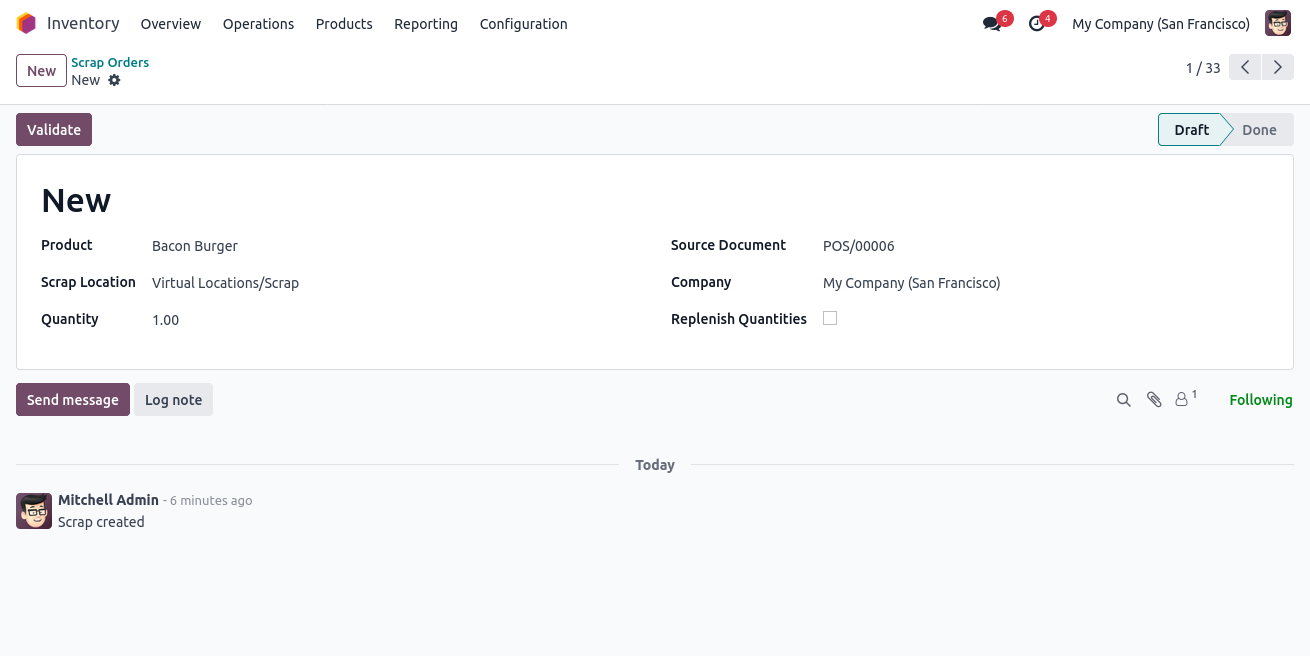 Inventory Overview Operations Products Reporting Configuration 6 4 My Company (San Francisco)
New Scrap Orders
New 1 / 33
Validate Draft Done
New
Product Bacon Burger Source Document POS/00006
Scrap Location Virtual Locations/Scrap Company My Company (San Francisco)
Quantity 1.00 Replenish Quantities
Send message Log note 1 Following
Today
Mitchell Admin - 6 minutes ago
Scrap created